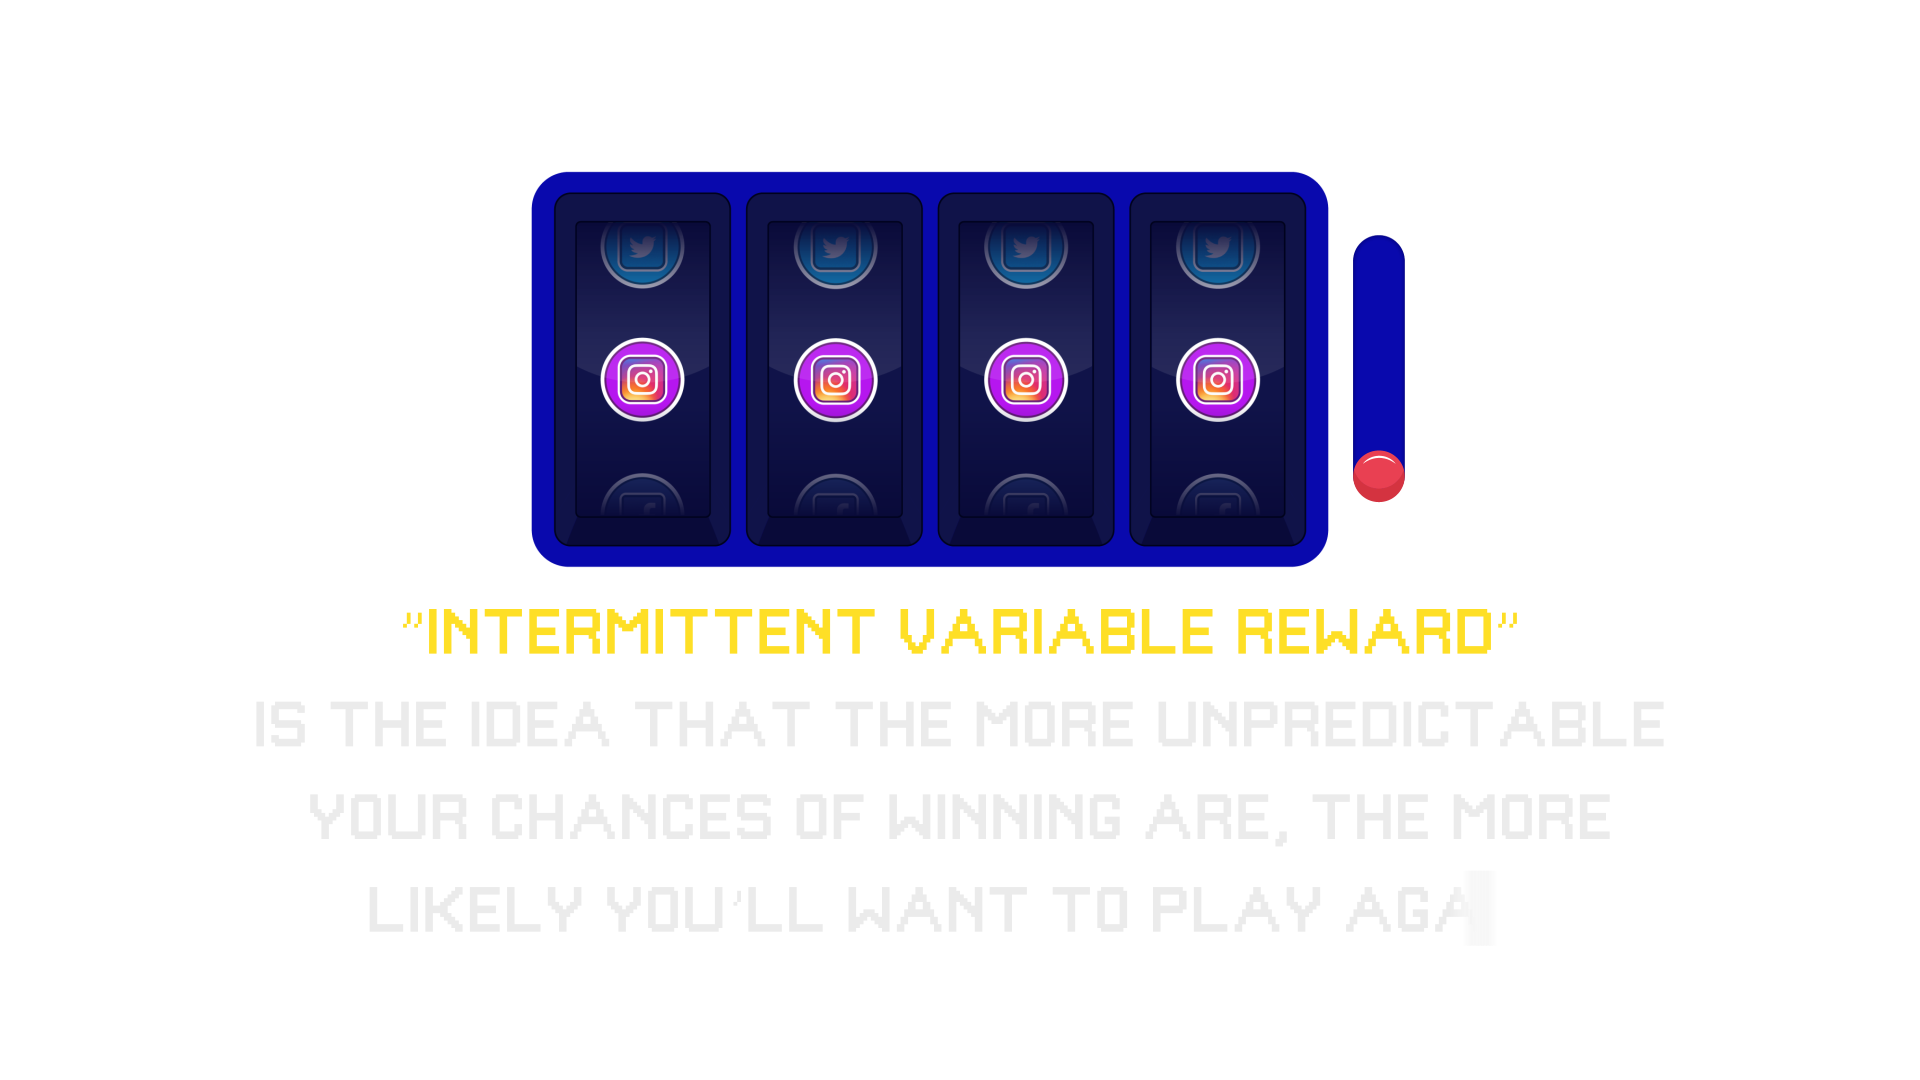 "INTERMITTENT VARIABLE REWARD"
IS THE IDEA THAT THE MORE UNPREDICTABLE
YOUR CHANCES OF WINNING ARE, THE MORE
LIKELY YOU'LL WANT TO PLAY AGA